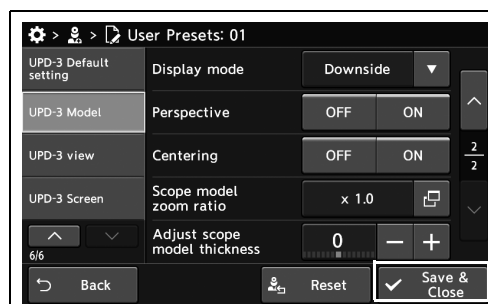 > > User Presets: 01
UPD-3 Default
setting
UPD-3 Model
UPD-3 view
UPD-3 Screen
6/6
Display mode
Downside
Perspective
OFF
ON
Centering
OFF
ON
Scope model
zoom ratio
x 1.0
Adjust scope
model thickness
0
2
2
Back
Reset
Save &
Close